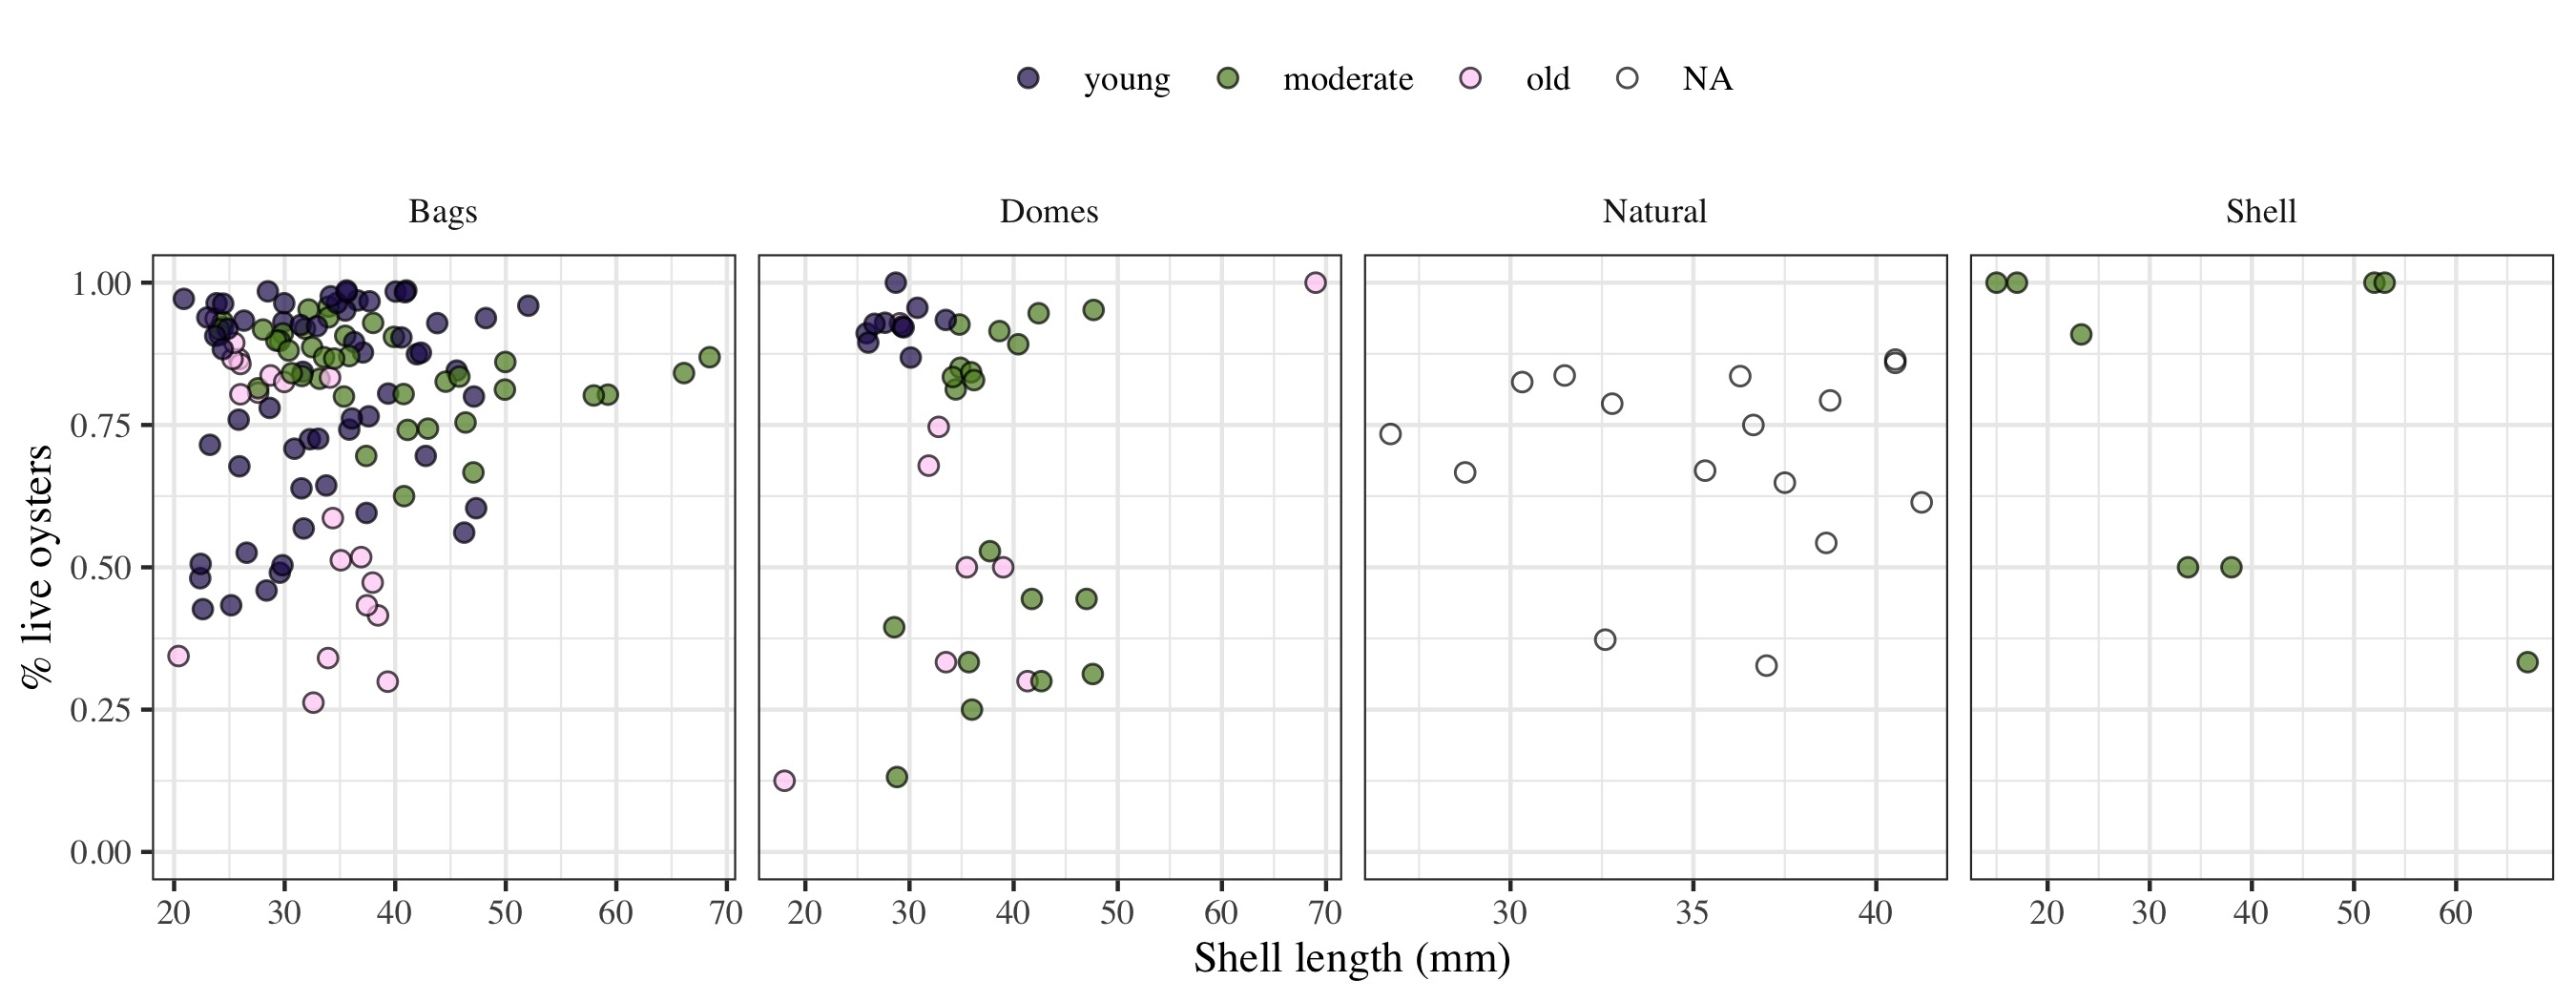 young moderate old NA
Bags Domes Natural Shell
% live oysters
1.00
0.75
0.50
0.25
0.00
20 30 40 50 60 70 20 30 40 50 60 70 30 35 40 20 30 40 50 60
Shell length (mm)